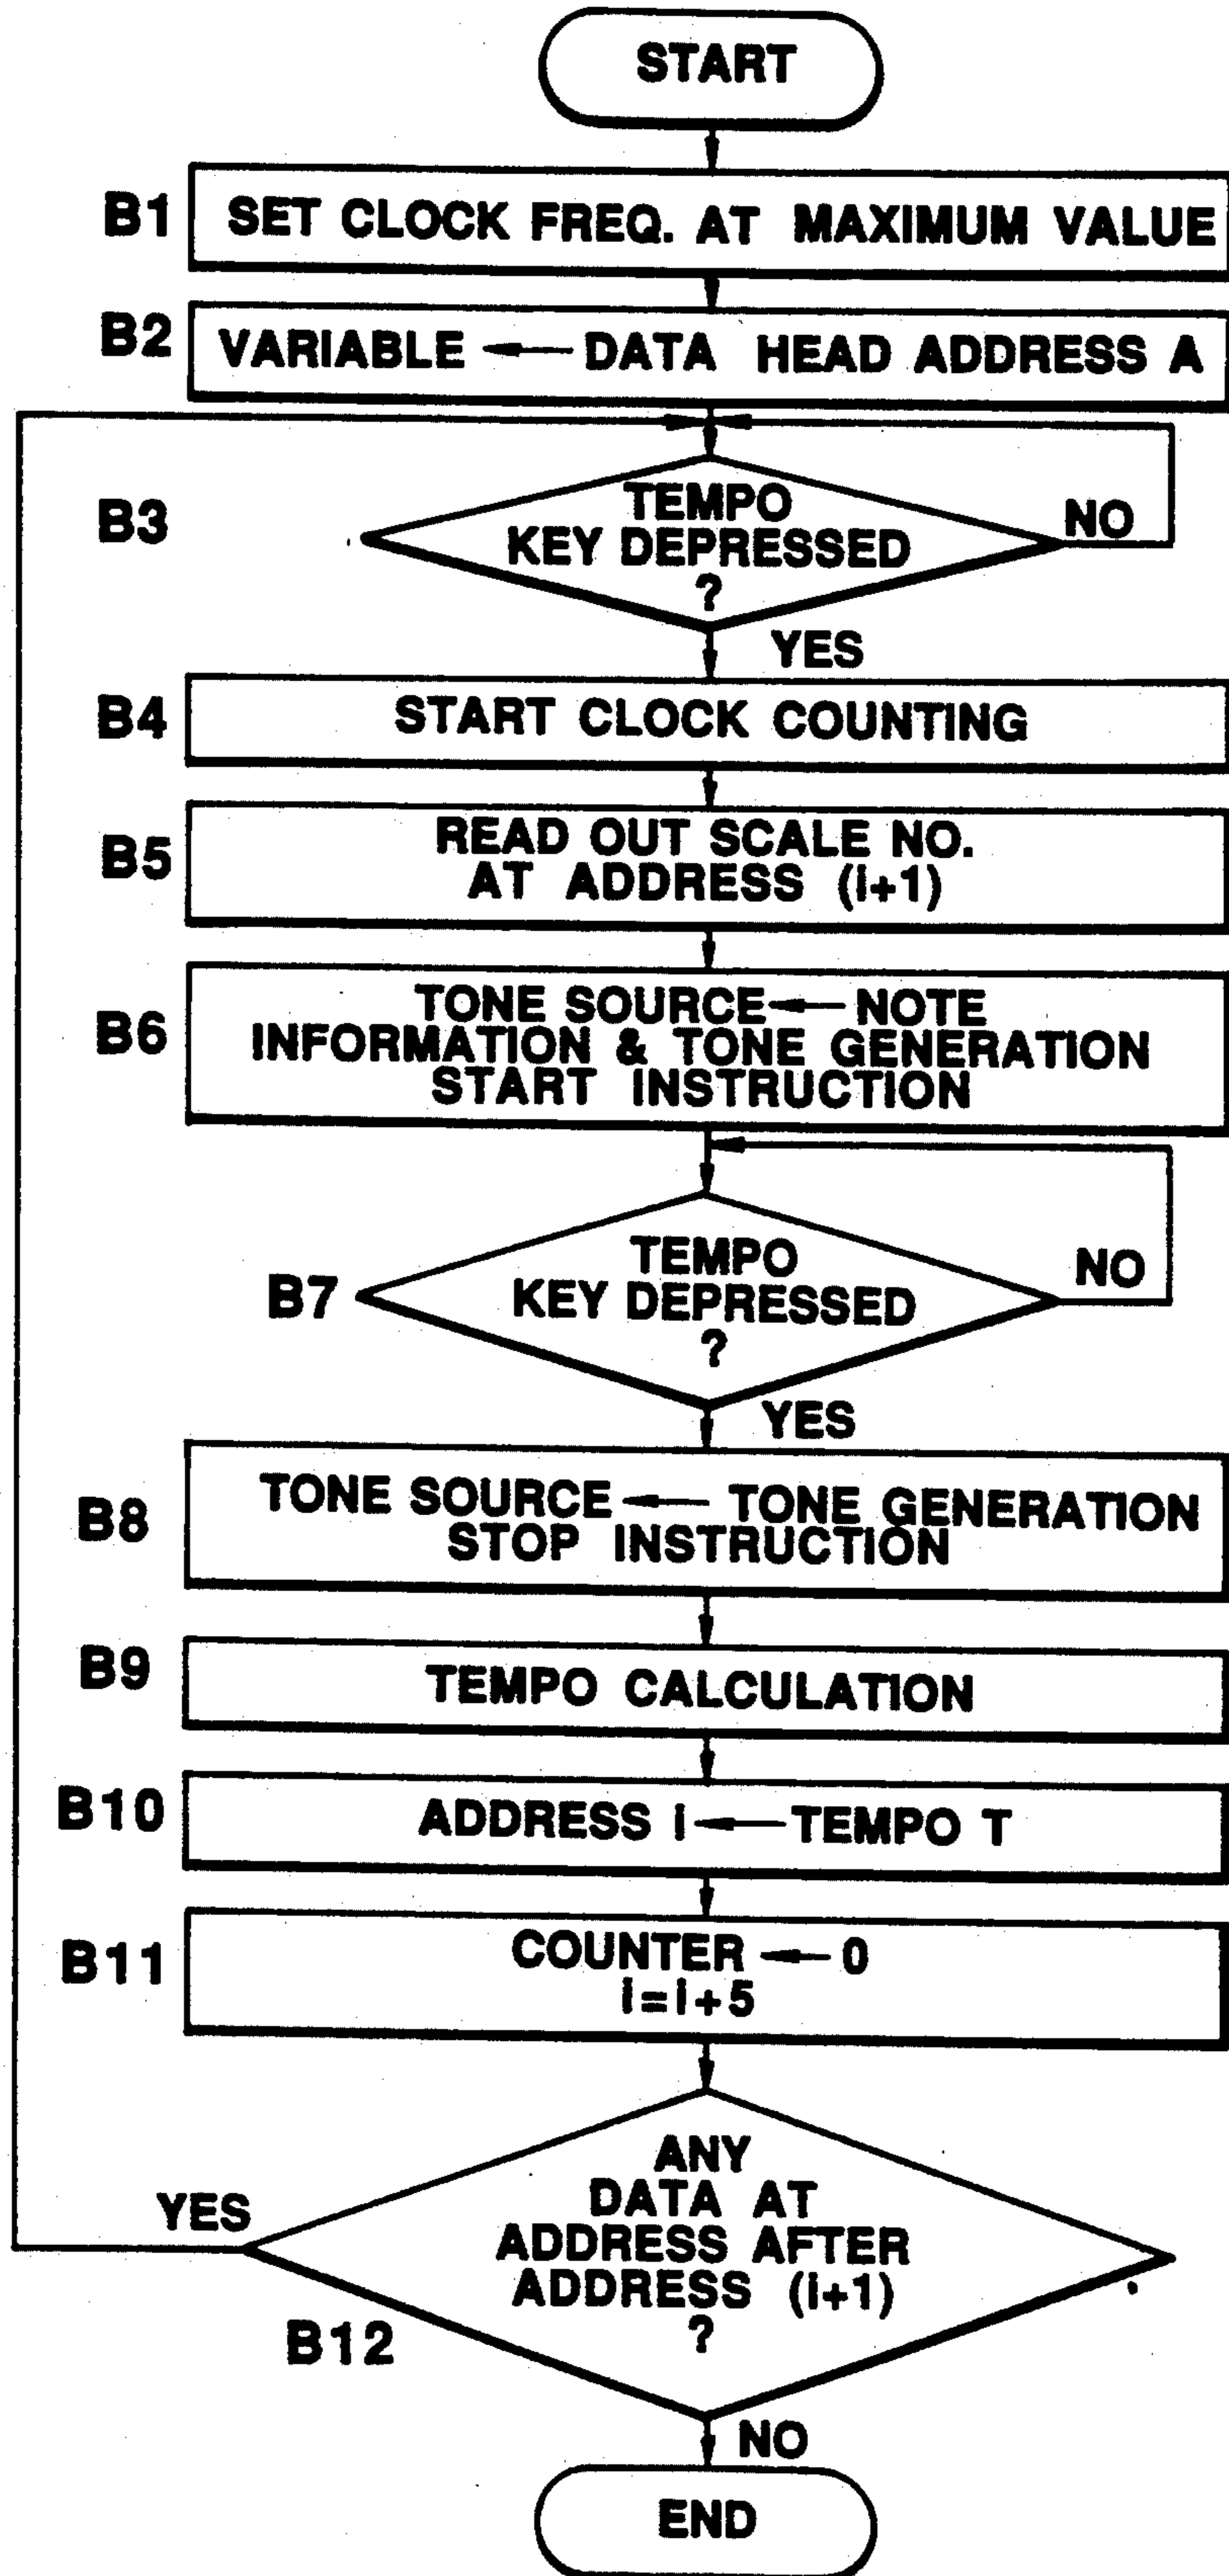 START
B1
SET CLOCK FREQ. AT MAXIMUM VALUE
B2
VARIABLE ← DATA HEAD ADDRESS A
B3
TEMPO
KEY DEPRESSED
?
NO
YES
B4
START CLOCK COUNTING
B5
READ OUT SCALE NO.
AT ADDRESS (i+1)
B6
TONE SOURCE ← NOTE
INFORMATION & TONE GENERATION
START INSTRUCTION
B7
TEMPO
KEY DEPRESSED
?
NO
YES
B8
TONE SOURCE ← TONE GENERATION
STOP INSTRUCTION
B9
TEMPO CALCULATION
B10
ADDRESS i ← TEMPO T
B11
COUNTER ← 0
i=i+5
B12
ANY
DATA AT
ADDRESS AFTER
ADDRESS (i+1)
?
YES
NO
END